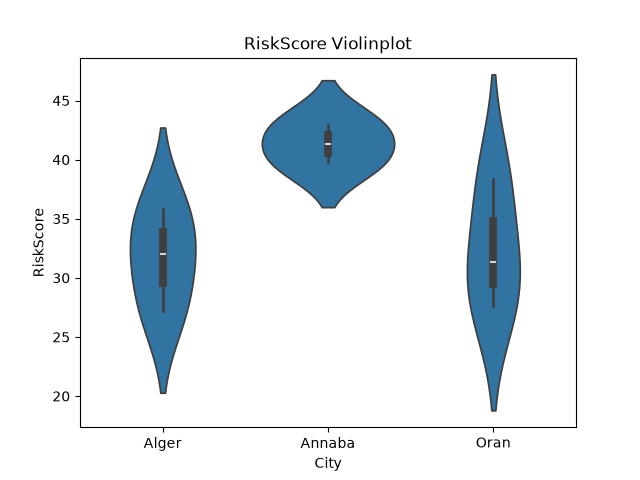 RiskScore Violinplot
45
40
35
30
25
20
RiskScore
Alger
Annaba
Oran
City